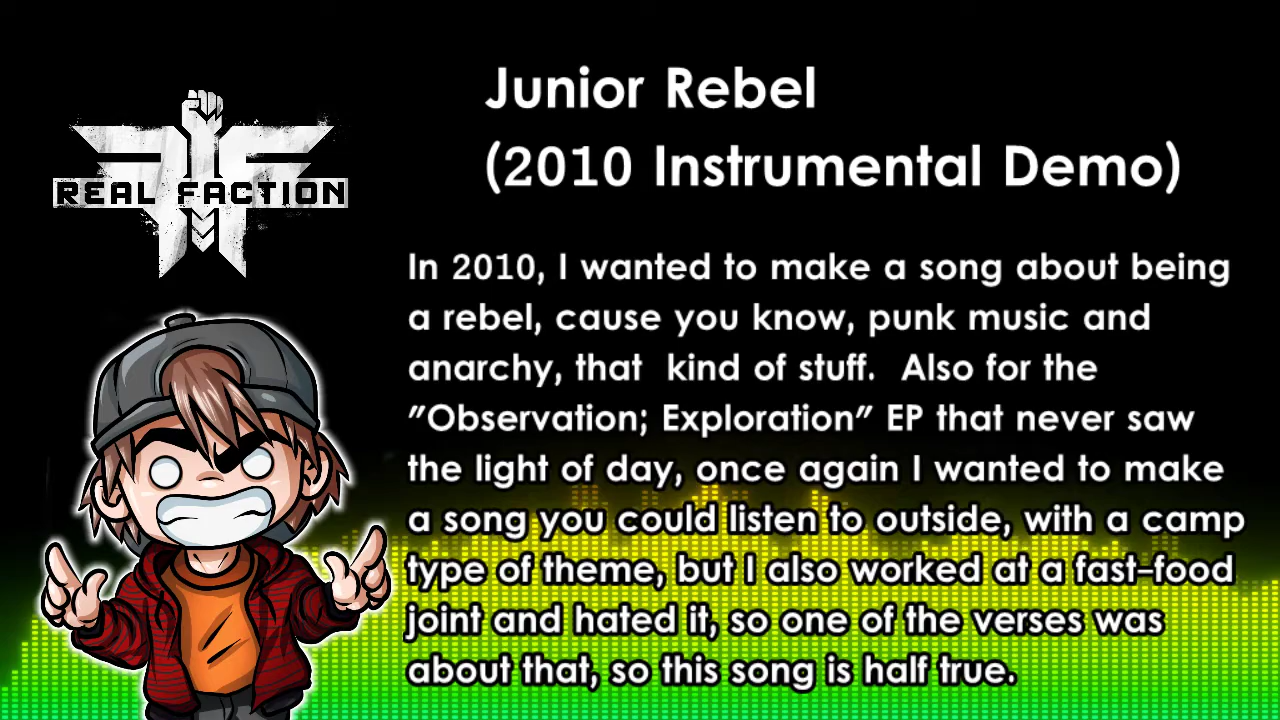 REAL FACTION
Junior Rebel
(2010 Instrumental Demo)
In 2010, I wanted to make a song about being
a rebel, cause you know, punk music and
anarchy, that  kind of stuff.  Also for the
"Observation; Exploration" EP that never saw
the light of day, once again I wanted to make
a song you could listen to outside, with a camp
type of theme, but I also worked at a fast-food
joint and hated it, so one of the verses was
about that, so this song is half true.